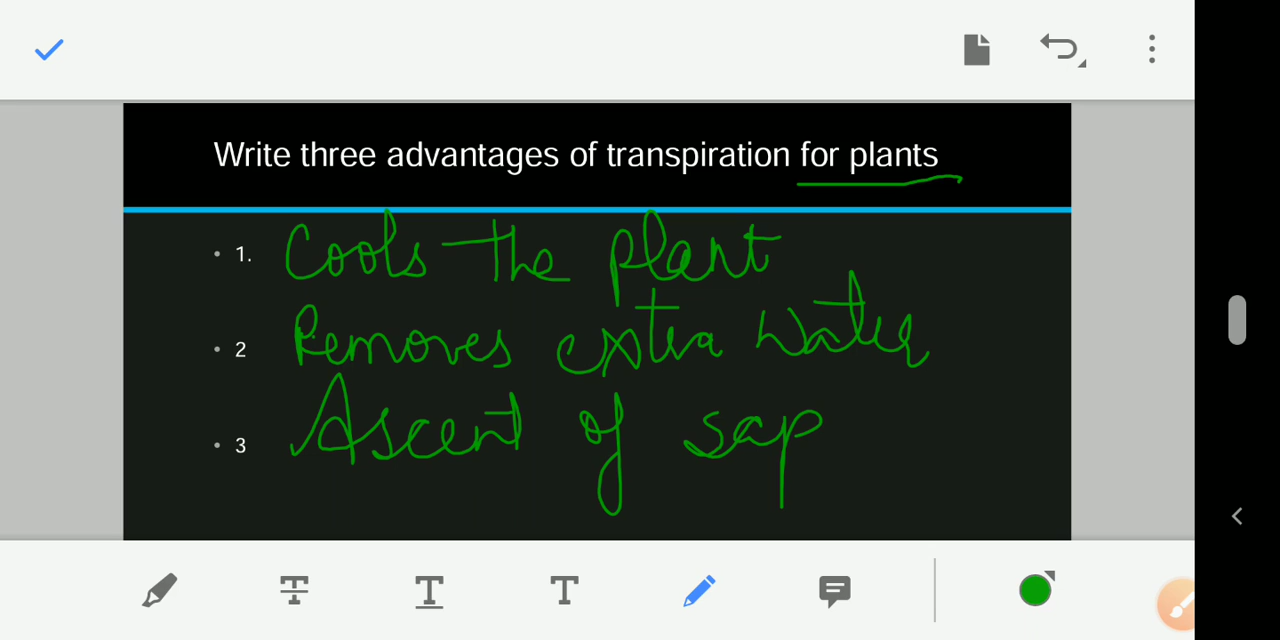 Write three advantages of transpiration for plants
• 1. Cools the plant
• 2 Removes extra water
• 3 Ascent of sap